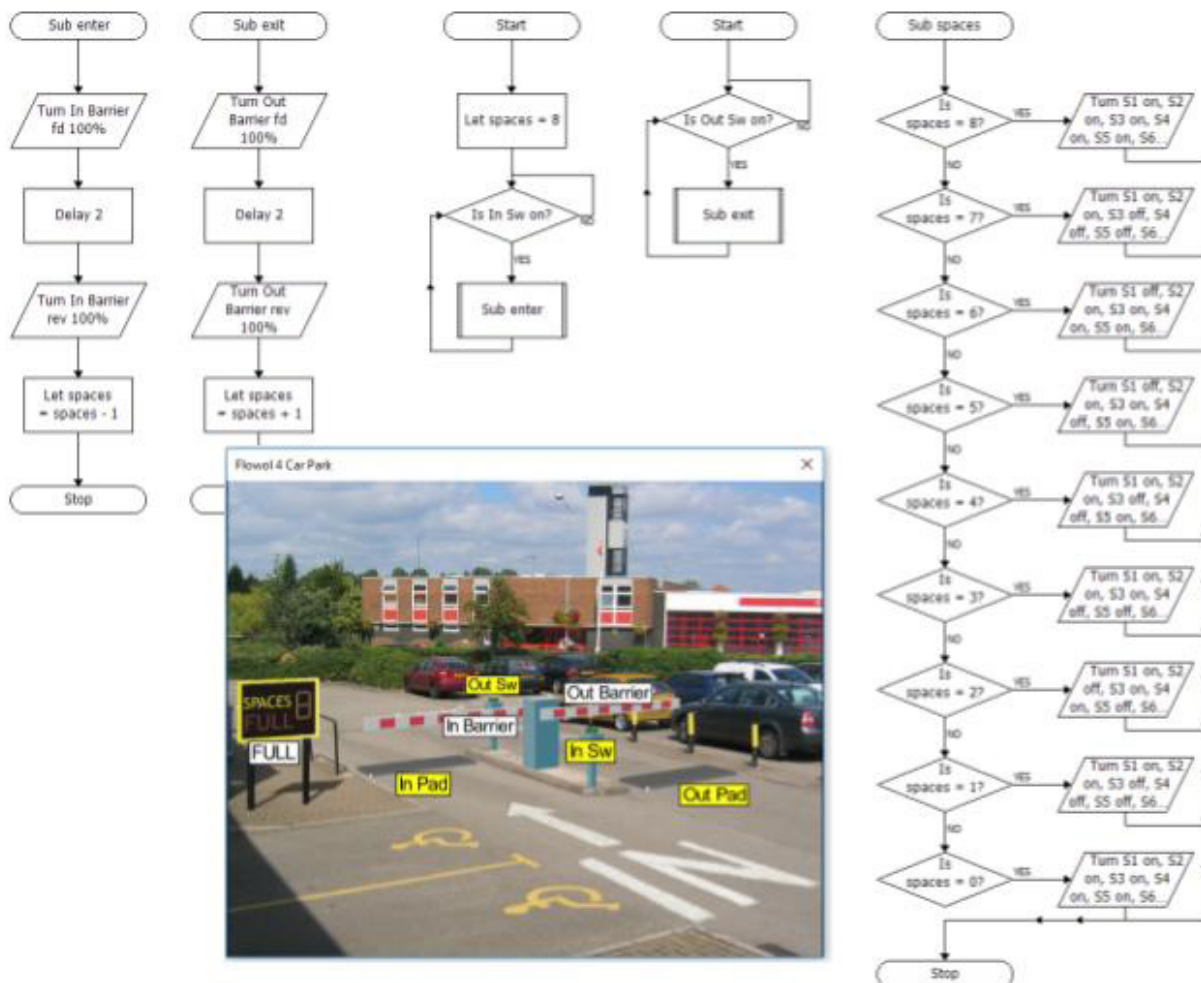 Sub enter
Turn In Barrier
fd 100%
Delay 2
Turn In Barrier
rev 100%
Let spaces
= spaces - 1
Stop
Sub exit
Turn Out
Barrier fd
100%
Delay 2
Turn Out
Barrier rev
100%
Let spaces
= spaces + 1
Start
Let spaces = 8
Is In Sw on?
NO
YES
Sub enter
Start
Is Out Sw on?
NO
YES
Sub exit
Sub spaces
Is
spaces = 8?
YES
Turn S1 on, S2
on, S3 on, S4
on, S5 on, S6...
NO
Is
spaces = 7?
YES
Turn S1 on, S2
on, S3 off, S4
off, S5 off, S6...
NO
Is
spaces = 6?
YES
Turn S1 off, S2
on, S3 on, S4
on, S5 on, S6...
NO
Is
spaces = 5?
YES
Turn S1 off, S2
on, S3 on, S4
off, S5 on, S6...
NO
Is
spaces = 4?
YES
Turn S1 on, S2
on, S3 off, S4
off, S5 on, S6...
NO
Is
spaces = 3?
YES
Turn S1 on, S2
on, S3 on, S4
off, S5 off, S6...
NO
Is
spaces = 2?
YES
Turn S1 on, S2
off, S3 on, S4
on, S5 off, S6...
NO
Is
spaces = 1?
YES
Turn S1 on, S2
on, S3 off, S4
off, S5 off, S6...
NO
Is
spaces = 0?
YES
Turn S1 on, S2
on, S3 on, S4
on, S5 on, S6...
Stop
Flowol 4 Car Park
SPACES 8
FULL
FULL
Out Sw
Out Barrier
In Barrier
In Sw
In Pad
Out Pad
IN